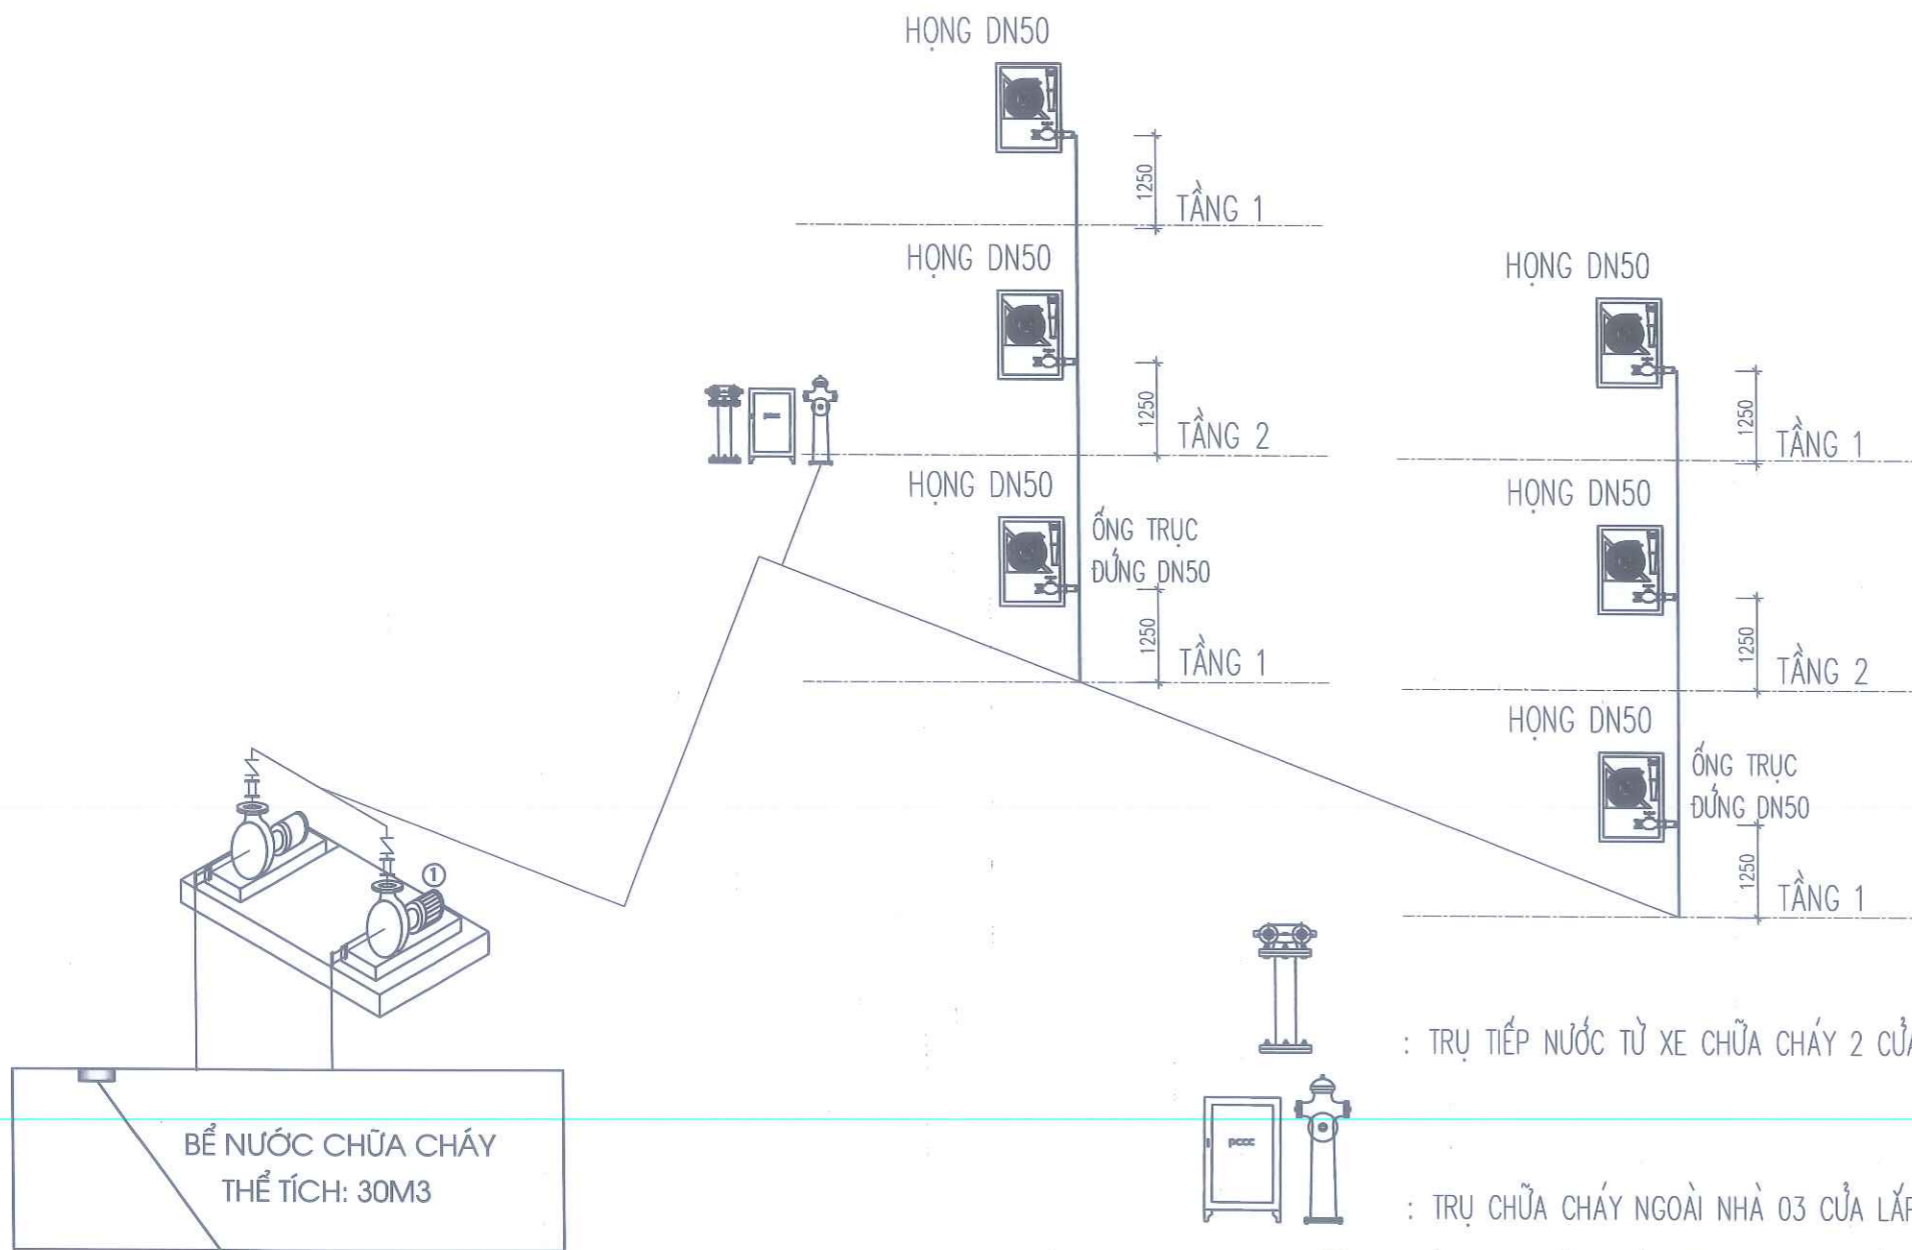 HỌNG DN50
1250
TẦNG 1
HỌNG DN50
1250
TẦNG 2
HỌNG DN50
ỐNG TRỤC
ĐỨNG DN50
1250
TẦNG 1
HỌNG DN50
1250
TẦNG 1
HỌNG DN50
1250
TẦNG 2
HỌNG DN50
ỐNG TRỤC
ĐỨNG DN50
1250
TẦNG 1
1
: TRỤ TIẾP NƯỚC TỪ XE CHỮA CHÁY 2 CỬA
pccc
: TRỤ CHỮA CHÁY NGOÀI NHÀ 03 CỬA LẮP
BỂ NƯỚC CHỮA CHÁY
THỂ TÍCH: 30M3